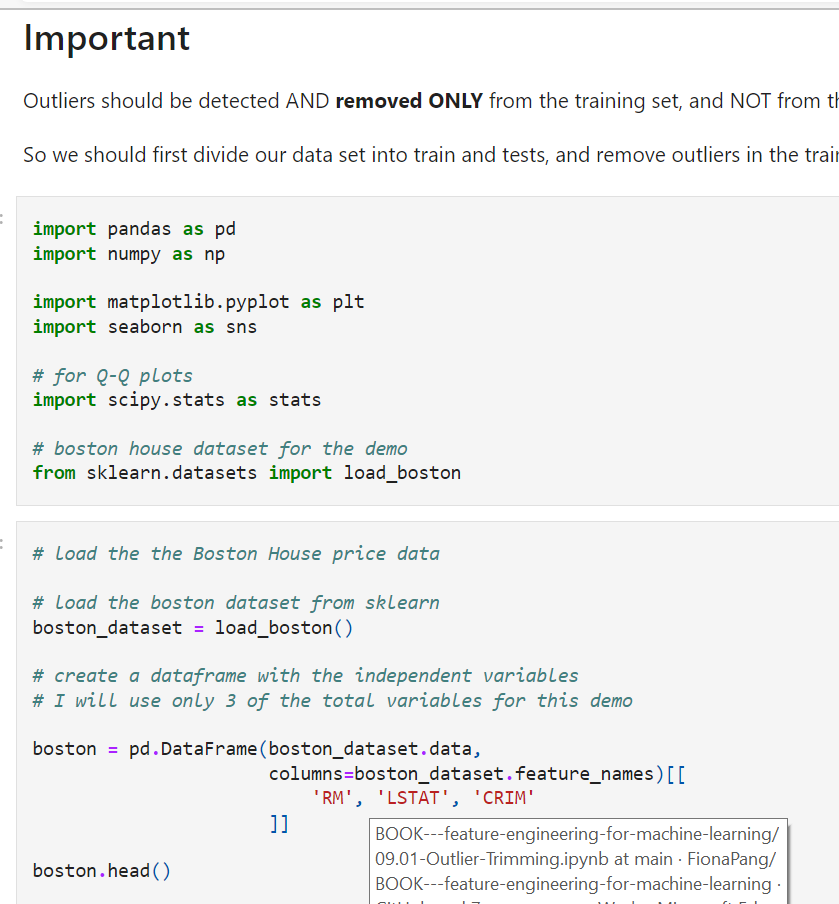 Important
Outliers should be detected AND removed ONLY from the training set, and NOT from
So we should first divide our data set into train and tests, and remove outliers in the
import pandas as pd
import numpy as np
import matplotlib.pyplot as plt
import seaborn as sns
# for Q-Q plots
import scipy.stats as stats
# boston house dataset for the demo
from sklearn.datasets import load_boston
# load the the Boston House price data
# load the boston dataset from sklearn
boston_dataset = load_boston()
# create a dataframe with the independent variables
# I will use only 3 of the total variables for this demo
boston = pd.DataFrame(boston_dataset.data,
columns=boston_dataset.feature_names)[[
'RM', 'LSTAT', 'CRIM'
]]
boston.head()
BOOK---feature-engineering-for-machine-learning/
09.01-Outlier-Trimming.ipynb at main · FionaPang/
BOOK---feature-engineering-for-machine-learning ·